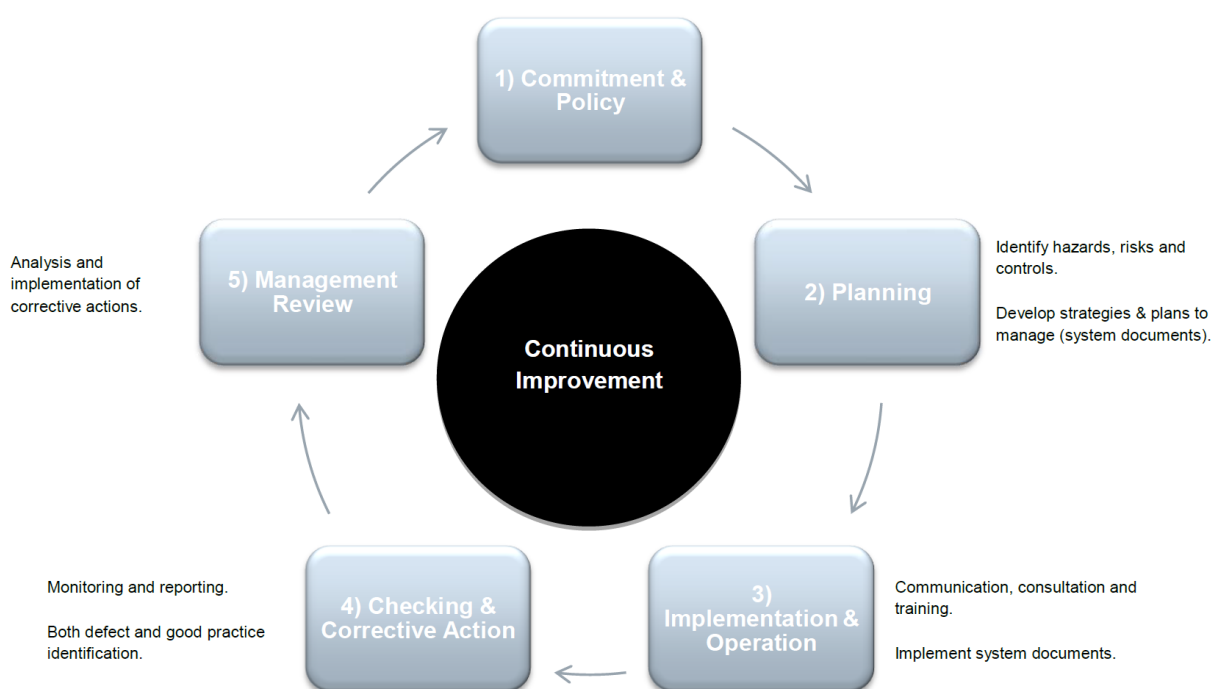 1) Commitment &
Policy
Identify hazards, risks and
controls.
Develop strategies & plans to
manage (system documents).
2) Planning
Analysis and
implementation of
corrective actions.
5) Management
Review
Continuous
Improvement
Monitoring and reporting.
Both defect and good practice
identification.
4) Checking &
Corrective Action
3)
Implementation &
Operation
Communication, consultation and
training.
Implement system documents.